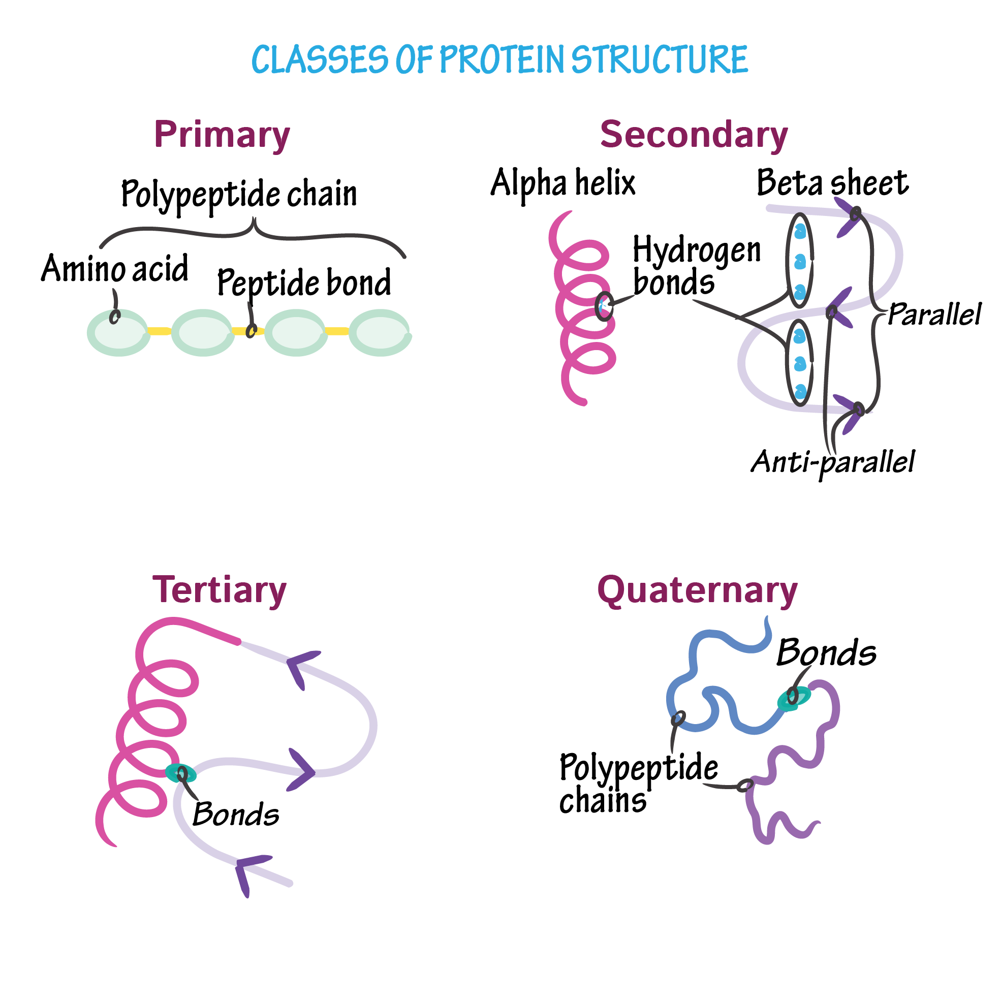 CLASSES OF PROTEIN STRUCTURE
Primary
Polypeptide chain
Amino acid
Peptide bond
Secondary
Alpha helix
Beta sheet
Hydrogen
bonds
Parallel
Anti-parallel
Tertiary
Bonds
Quaternary
Bonds
Polypeptide
chains